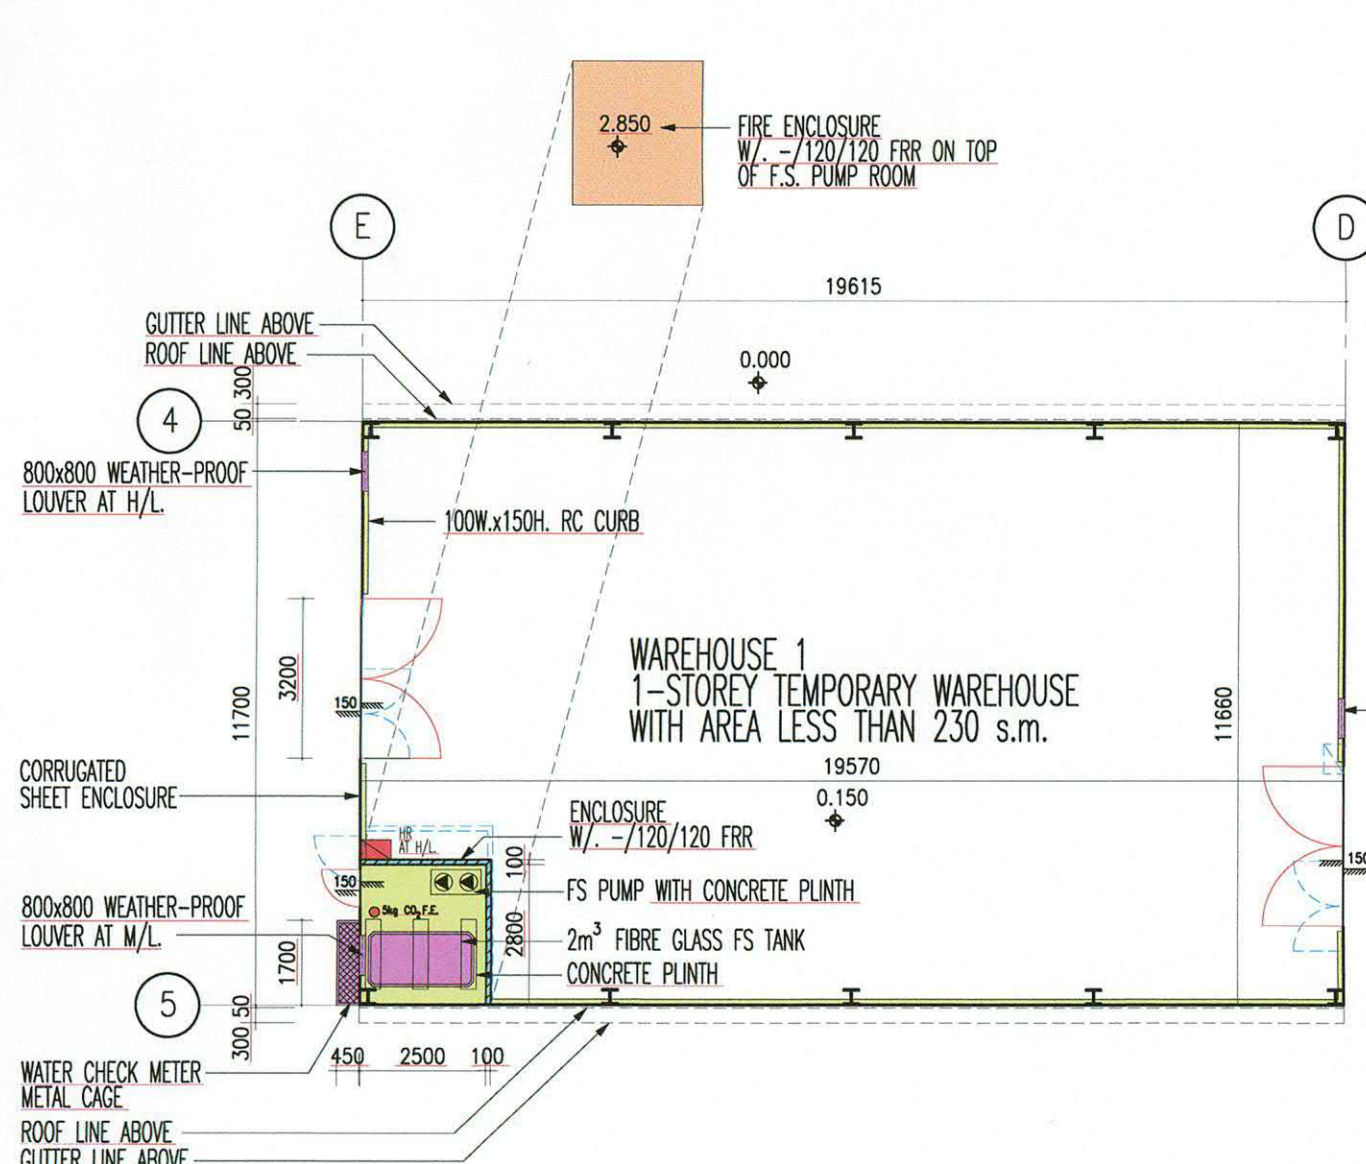 2.850
FIRE ENCLOSURE
W/. -/120/120 FRR ON TOP
OF F.S. PUMP ROOM
E
D
19615
GUTTER LINE ABOVE
ROOF LINE ABOVE
0.000
300
50
4
800x800 WEATHER-PROOF
LOUVER AT H/L.
100W.x150H. RC CURB
3200
150
11700
WAREHOUSE 1
1-STOREY TEMPORARY WAREHOUSE
WITH AREA LESS THAN 230 s.m.
11660
19570
0.150
CORRUGATED
SHEET ENCLOSURE
ENCLOSURE
W/. -/120/120 FRR
HR
AT H/L.
100
150
150
FS PUMP WITH CONCRETE PLINTH
5kg CO₂ F.E.
800x800 WEATHER-PROOF
LOUVER AT M/L.
1700
2800
2m³ FIBRE GLASS FS TANK
CONCRETE PLINTH
5
50
300
450
2500
100
WATER CHECK METER
METAL CAGE
ROOF LINE ABOVE
GUTTER LINE ABOVE